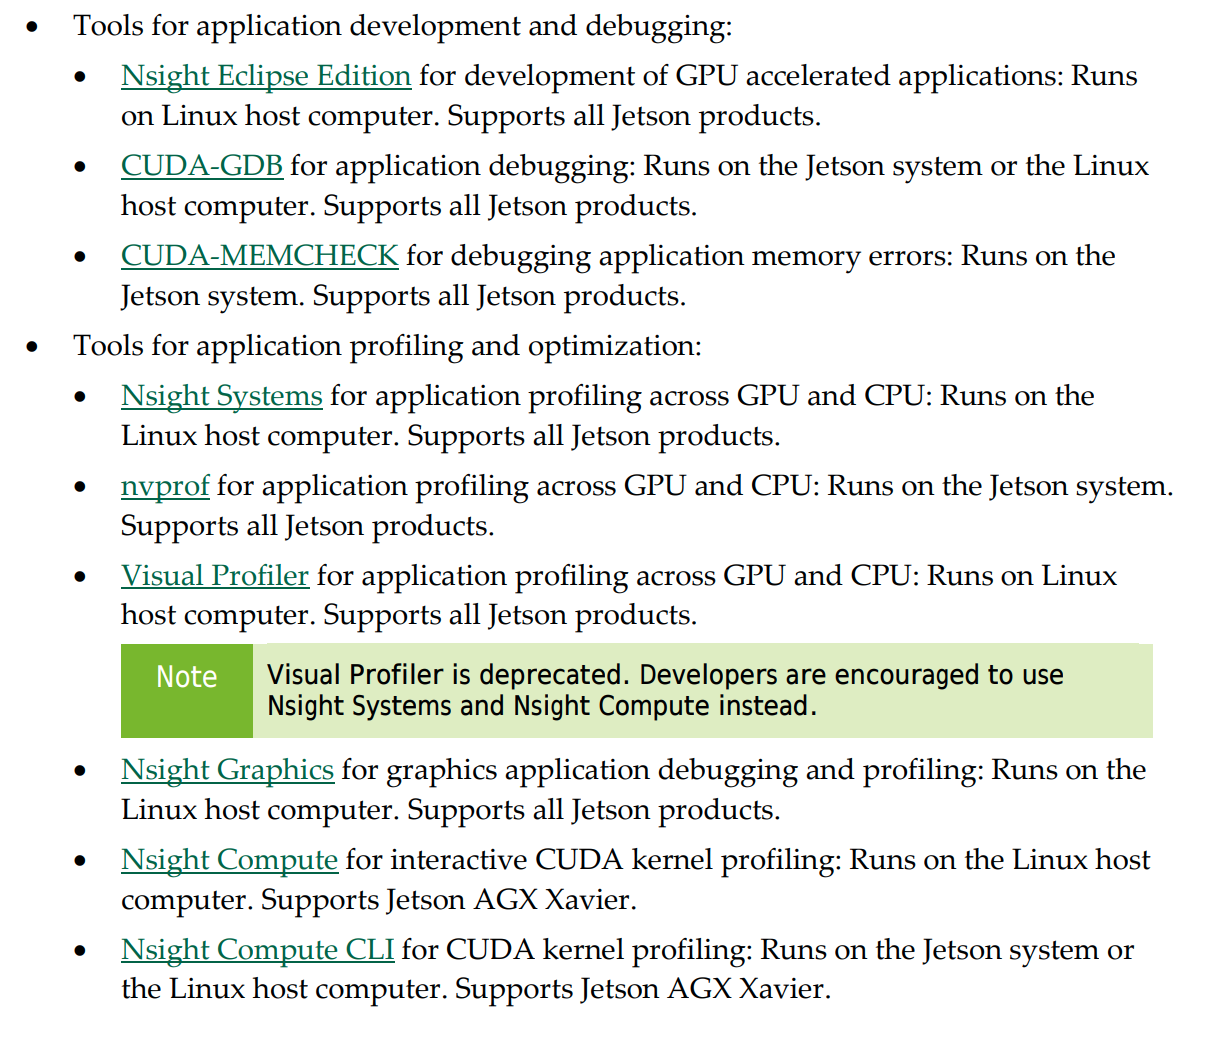 • Tools for application development and debugging:
• Nsight Eclipse Edition for development of GPU accelerated applications: Runs
on Linux host computer. Supports all Jetson products.
• CUDA-GDB for application debugging: Runs on the Jetson system or the Linux
host computer. Supports all Jetson products.
• CUDA-MEMCHECK for debugging application memory errors: Runs on the
Jetson system. Supports all Jetson products.
• Tools for application profiling and optimization:
• Nsight Systems for application profiling across GPU and CPU: Runs on the
Linux host computer. Supports all Jetson products.
• nvprof for application profiling across GPU and CPU: Runs on the Jetson system.
Supports all Jetson products.
• Visual Profiler for application profiling across GPU and CPU: Runs on Linux
host computer. Supports all Jetson products.
Note Visual Profiler is deprecated. Developers are encouraged to use
Nsight Systems and Nsight Compute instead.
• Nsight Graphics for graphics application debugging and profiling: Runs on the
Linux host computer. Supports all Jetson products.
• Nsight Compute for interactive CUDA kernel profiling: Runs on the Linux host
computer. Supports Jetson AGX Xavier.
• Nsight Compute CLI for CUDA kernel profiling: Runs on the Jetson system or
the Linux host computer. Supports Jetson AGX Xavier.